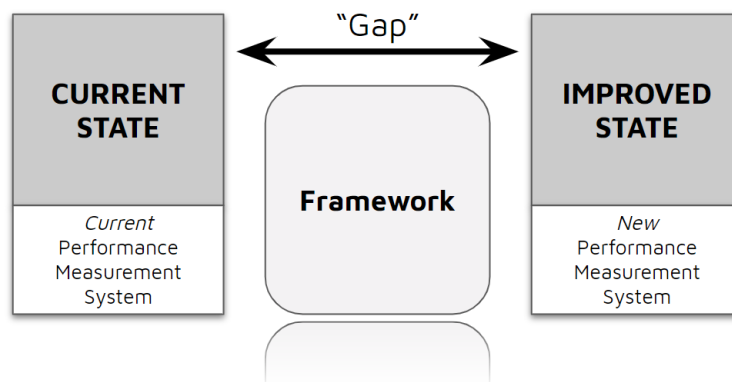 “Gap”
CURRENT
STATE
Current
Performance
Measurement
System
Framework
IMPROVED
STATE
New
Performance
Measurement
System